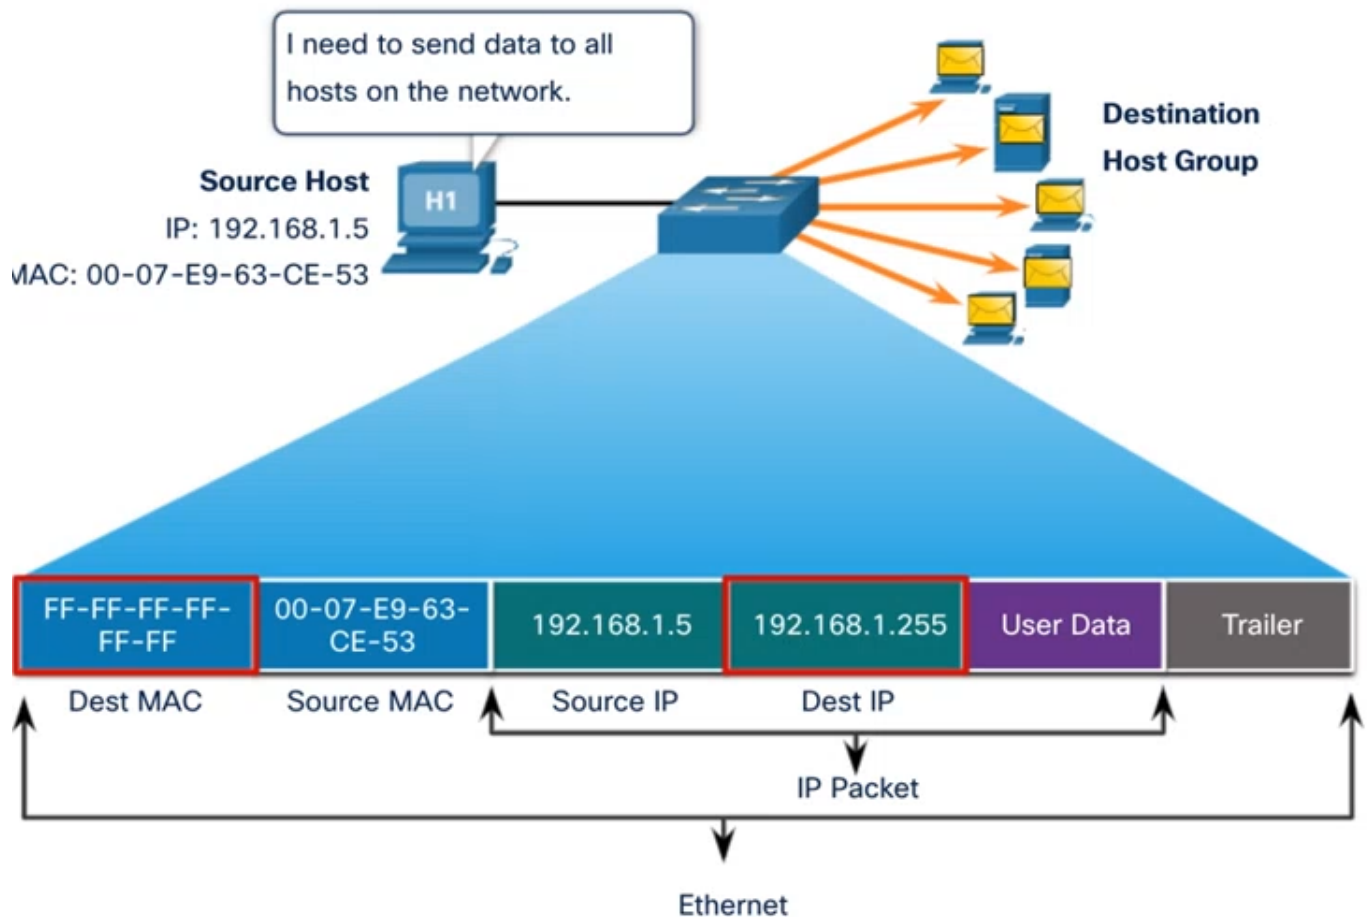 I need to send data to all
hosts on the network.
Source Host
IP: 192.168.1.5
MAC: 00-07-E9-63-CE-53
H1
Destination
Host Group
FF-FF-FF-FF-
FF-FF
00-07-E9-63-
CE-53
192.168.1.5
192.168.1.255
User Data
Trailer
Dest MAC
Source MAC
Source IP
Dest IP
IP Packet
Ethernet